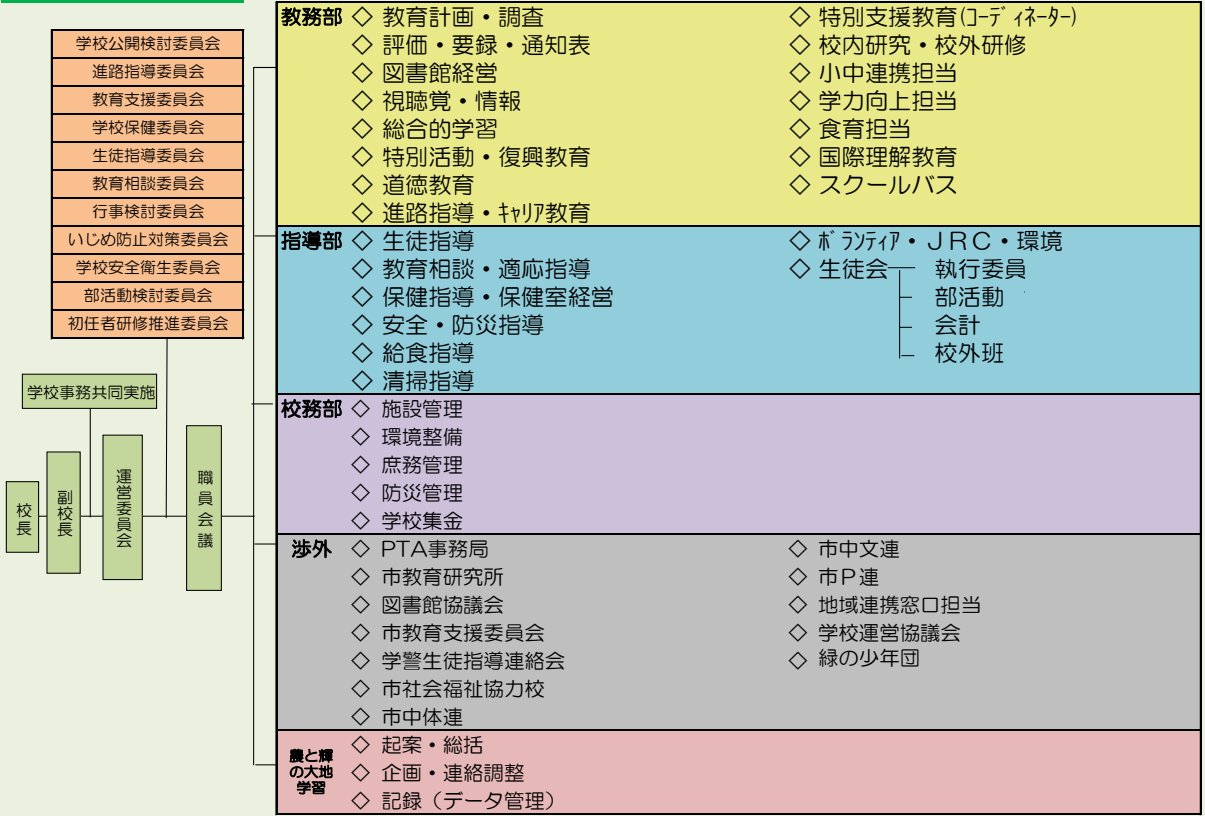 学校公開検討委員会
進路指導委員会
教育支援委員会
学校保健委員会
生徒指導委員会
教育相談委員会
行事検討委員会
いじめ防止対策委員会
学校安全衛生委員会
部活動検討委員会
初任者研修推進委員会
学校事務共同実施
校長
副校長
運営委員会
職員会議
教務部 ◇ 教育計画・調査 ◇ 特別支援教育(ｺｰﾃﾞｨﾈｰﾀｰ)
◇ 評価・要録・通知表 ◇ 校内研究・校外研修
◇ 図書館経営 ◇ 小中連携担当
◇ 視聴覚・情報 ◇ 学力向上担当
◇ 総合的学習 ◇ 食育担当
◇ 特別活動・復興教育 ◇ 国際理解教育
◇ 道徳教育 ◇ スクールバス
◇ 進路指導・ｷｬﾘｱ教育
指導部 ◇ 生徒指導 ◇ ﾎﾞﾗﾝﾃｨｱ・ＪＲＣ・環境
◇ 教育相談・適応指導 ◇ 生徒会 執行委員
◇ 保健指導・保健室経営 部活動
◇ 安全・防災指導 会計
◇ 給食指導 校外班
◇ 清掃指導
校務部 ◇ 施設管理
◇ 環境整備
◇ 庶務管理
◇ 防災管理
◇ 学校集金
渉外 ◇ PTA事務局 ◇ 市中文連
◇ 市教育研究所 ◇ 市Ｐ連
◇ 図書館協議会 ◇ 地域連携窓口担当
◇ 市教育支援委員会 ◇ 学校運営協議会
◇ 学警生徒指導連絡会 ◇ 緑の少年団
◇ 市社会福祉協力校
◇ 市中体連
農と輝
の大地
学習
◇ 起案・総括
◇ 企画・連絡調整
◇ 記録（データ管理）